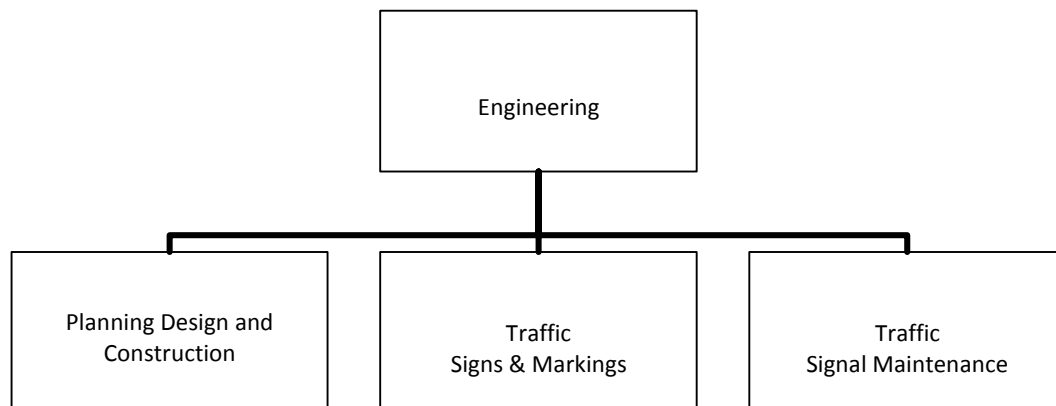 Engineering
Planning Design and
Construction
Traffic
Signs & Markings
Traffic
Signal Maintenance